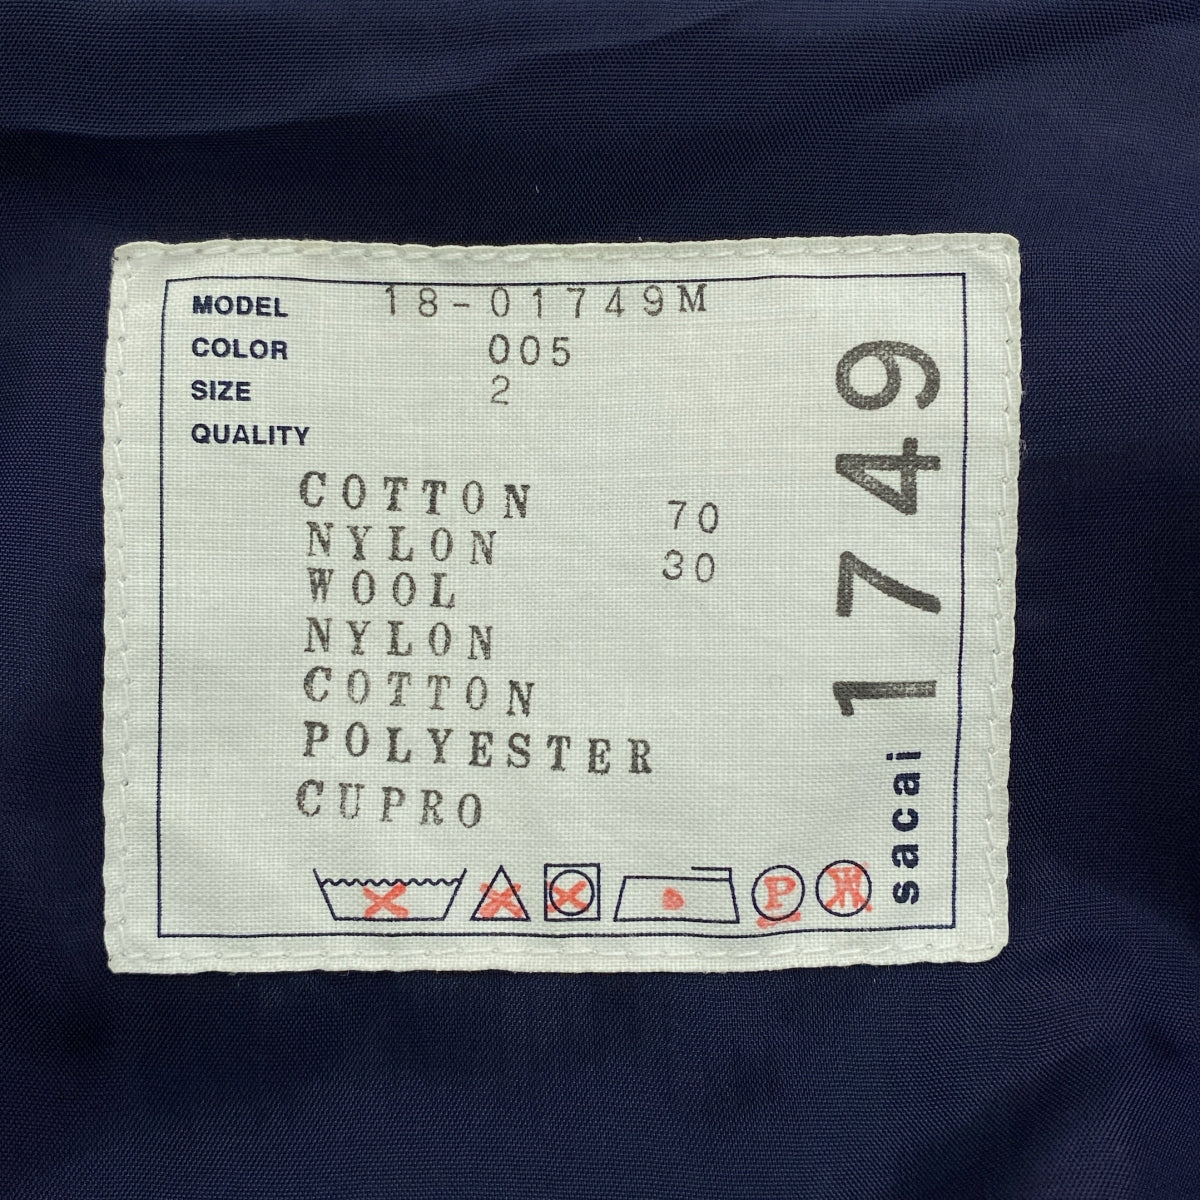 MODEL 18-01749M
COLOR 005
SIZE 2
QUALITY
COTTON 70
NYLON 30
WOOL
NYLON
COTTON
POLYESTER
CUPRO
P
W
sacai 1749